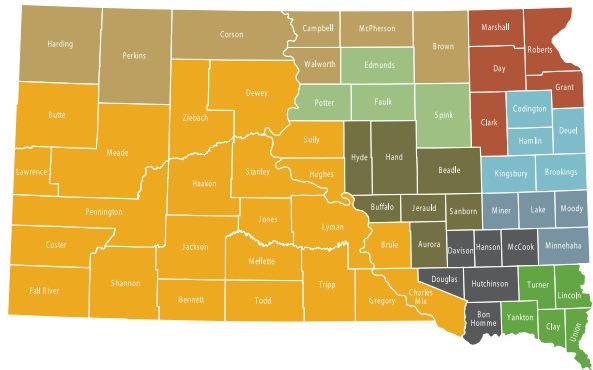 Harding
Perkins
Corson
Campbell
McPherson
Brown
Marshall
Roberts
Walworth
Edmunds
Day
Grant
Butte
Ziebach
Dewey
Potter
Faulk
Spink
Clark
Codington
Deuel
Hamlin
Meade
Sully
Hyde
Hand
Beadle
Kingsbury
Brookings
Lawrence
Haakon
Stanley
Hughes
Pennington
Jones
Lyman
Buffalo
Jerauld
Sanborn
Miner
Lake
Moody
Custer
Jackson
Mellette
Brule
Aurora
Davison
Hanson
McCook
Minnehaha
Fall River
Shannon
Bennett
Todd
Tripp
Gregory
Charles
Mix
Douglas
Hutchinson
Turner
Lincoln
Bon
Homme
Yankton
Clay
Union